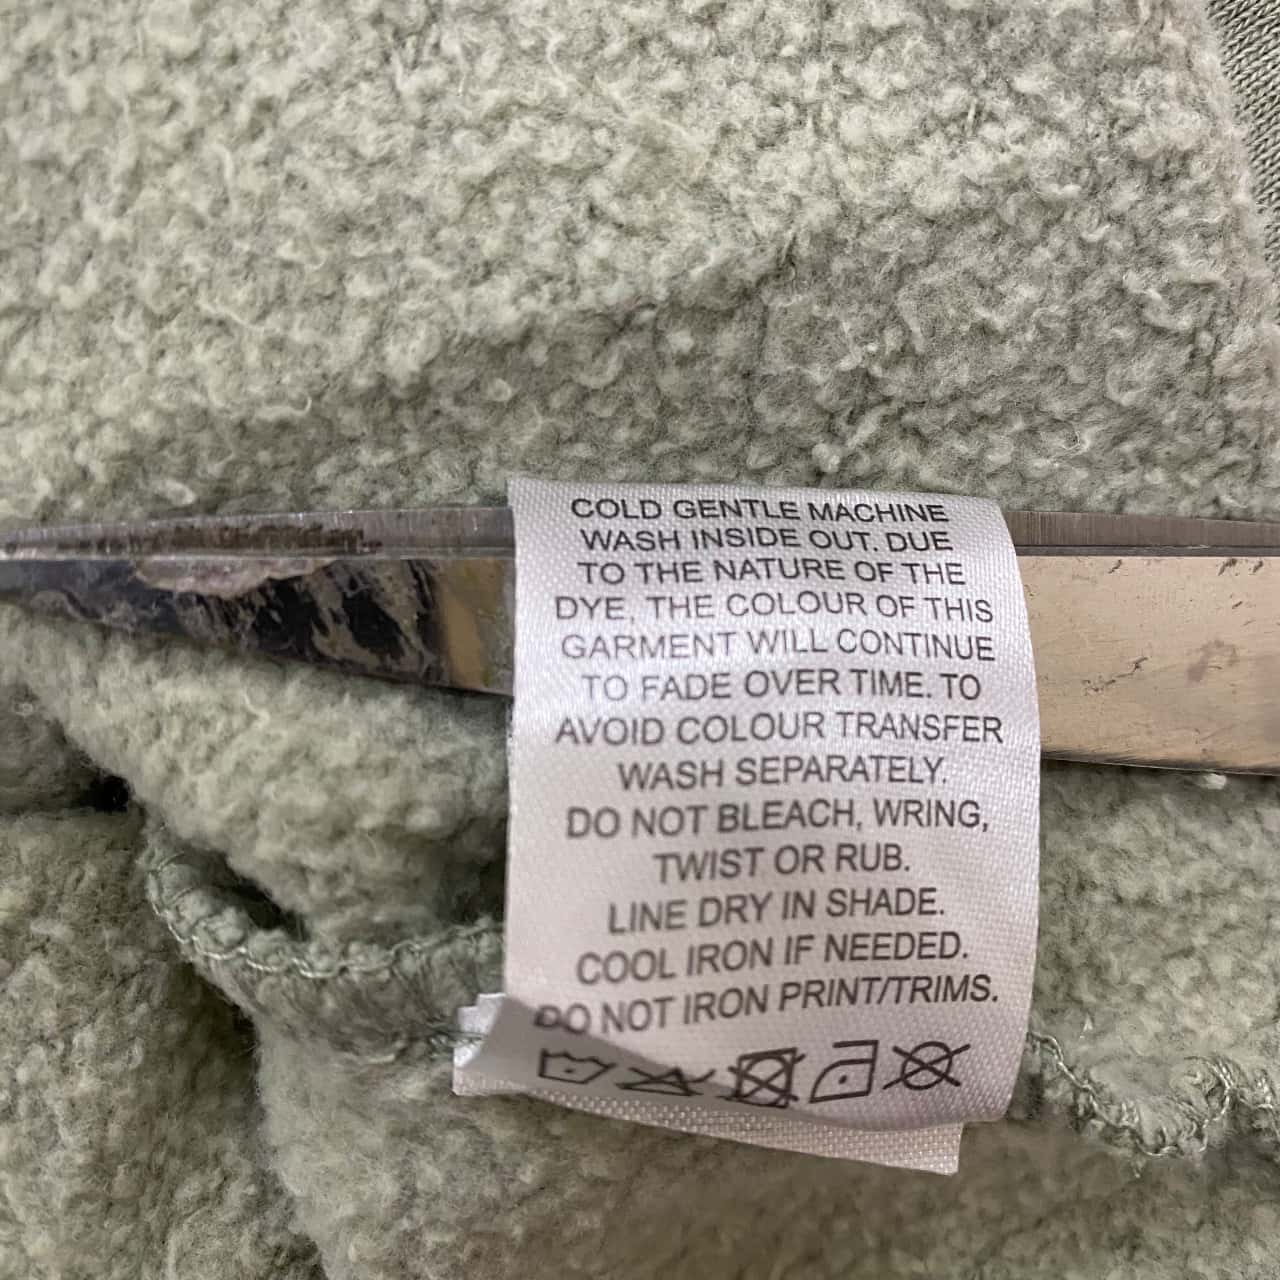 COLD GENTLE MACHINE
WASH INSIDE OUT. DUE
TO THE NATURE OF THE
DYE, THE COLOUR OF THIS
GARMENT WILL CONTINUE
TO FADE OVER TIME. TO
AVOID COLOUR TRANSFER
WASH SEPARATELY.
DO NOT BLEACH, WRING,
TWIST OR RUB.
LINE DRY IN SHADE.
COOL IRON IF NEEDED.
DO NOT IRON PRINT/TRIMS.